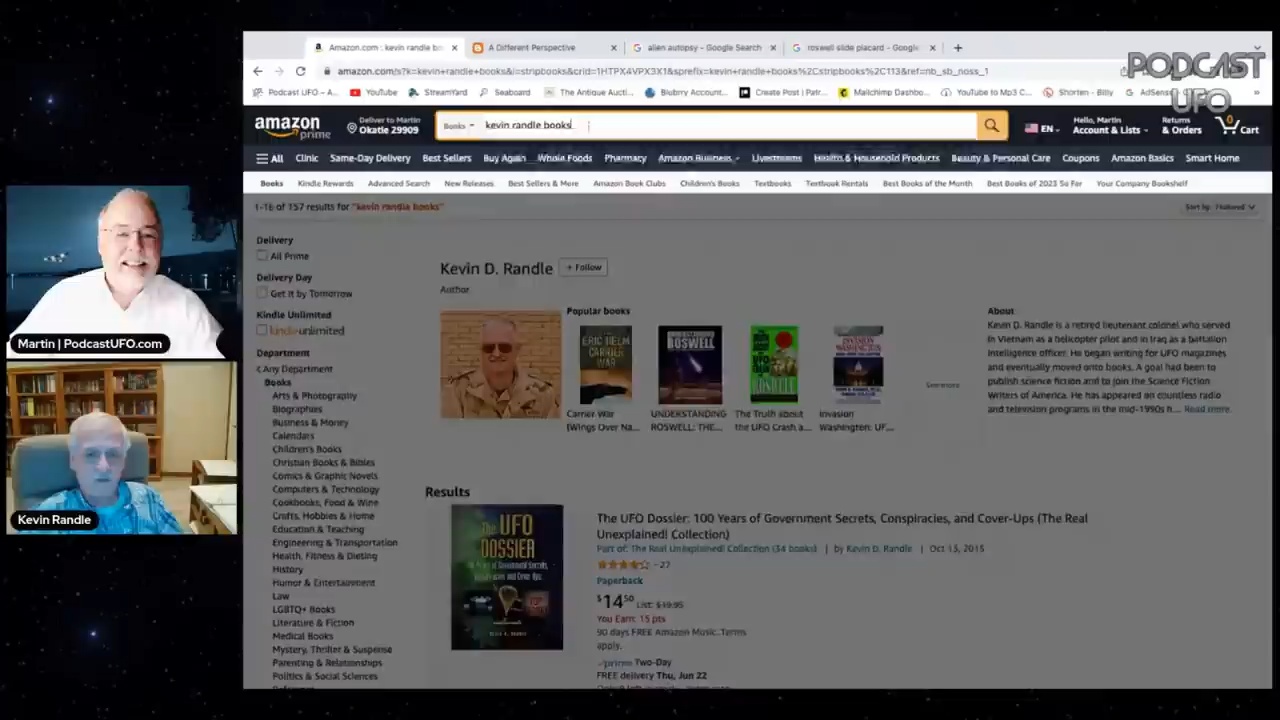 Amazon.com : kevin randle bo
A Different Perspective
alien autopsy - Google Search
roswell slide placard - Google
PODCAST
UFO
amazon.com/s?k=kevin+randle+books&i=stripbooks&crid=1HTPX4VPX3X1&sprefix=kevin+randle+books%2Cstripbooks%2C113&ref=nb_sb_noss_1
Podcast UFO – A...
YouTube
StreamYard
Seaboard
The Antique Aucti...
Blubrry Account...
Create Post | Patr...
Mailchimp Dashbo...
YouTube to Mp3 C...
Shorten - Bitly
AdSens
amazon prime
Deliver to Martin
Okatie 29909
Books
kevin randle books
EN
Hello, Martin
Account & Lists
Returns
& Orders
0
Cart
All Clinic Same-Day Delivery Best Sellers Buy Again Whole Foods Pharmacy Amazon Business Livestreams Health & Household Products Beauty & Personal Care Coupons Amazon Basics Smart Home
Books Kindle Rewards Advanced Search New Releases Best Sellers & More Amazon Book Clubs Children's Books Textbooks Textbook Rentals Best Books of the Month Best Books of 2023 So Far Your Company Bookshelf
1-16 of 157 results for "kevin randle books"
Sort by: Featured
Martin | PodcastUFO.com
Kevin Randle
Delivery
All Prime
Delivery Day
Get It by Tomorrow
Kindle Unlimited
kindleunlimited
Department
Any Department
Books
Arts & Photography
Biographies
Business & Money
Calendars
Children's Books
Christian Books & Bibles
Comics & Graphic Novels
Computers & Technology
Cookbooks, Food & Wine
Crafts, Hobbies & Home
Education & Teaching
Engineering & Transportation
Health, Fitness & Dieting
History
Humor & Entertainment
Law
LGBTQ+ Books
Literature & Fiction
Medical Books
Mystery, Thriller & Suspense
Parenting & Relationships
Politics & Social Sciences
Kevin D. Randle
+ Follow
Author
Popular books
ERIC HELM
CARRIER
WAR
ROSWELL
ROSWELL
INVASION
WASHINGTON
Carrier War
(Wings Over Na...
UNDERSTANDING
ROSWELL: THE...
The Truth about
the UFO Crash a...
Invasion
Washington: UF...
See more
About
Kevin D. Randle is a retired lieutenant colonel who served
in Vietnam as a helicopter pilot and in Iraq as a battalion
intelligence officer. He began writing for UFO magazines
and eventually moved onto books. A goal had been to
publish science fiction and to join the Science Fiction
Writers of America. He has appeared on countless radio
and television programs in the mid-1990s h... Read more
Results
The UFO
DOSSIER
The UFO Dossier: 100 Years of Government Secrets, Conspiracies, and Cover-Ups (The Real
Unexplained! Collection)
Part of: The Real Unexplained! Collection (34 books) | by Kevin D. Randle | Oct 13, 2015
27
Paperback
$14 50 List: $19.95
You Earn: 15 pts
90 days FREE Amazon Music. Terms
apply.
prime Two-Day
FREE delivery Thu, Jun 22